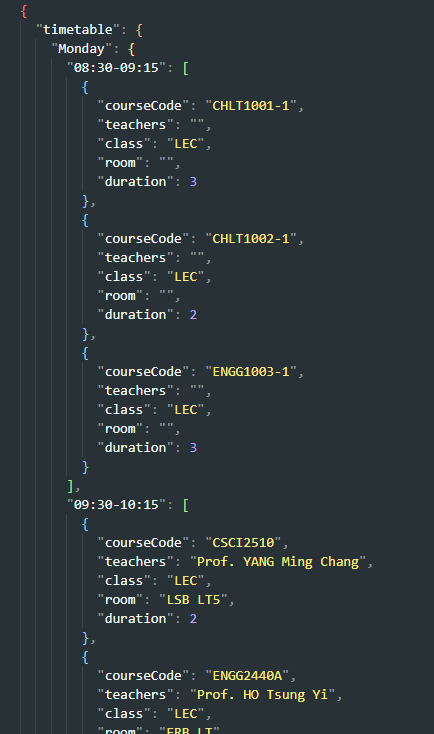 {
"timetable": {
"Monday": {
"08:30-09:15": [
{
"courseCode": "CHLT1001-1",
"teachers": "",
"class": "LEC",
"room": "",
"duration": 3
},
{
"courseCode": "CHLT1002-1",
"teachers": "",
"class": "LEC",
"room": "",
"duration": 2
},
{
"courseCode": "ENGG1003-1",
"teachers": "",
"class": "LEC",
"room": "",
"duration": 3
}
],
"09:30-10:15": [
{
"courseCode": "CSCI2510",
"teachers": "Prof. YANG Ming Chang",
"class": "LEC",
"room": "LSB LT5",
"duration": 2
},
{
"courseCode": "ENGG2440A",
"teachers": "Prof. HO Tsung Yi",
"class": "LEC",
"room": "ERB LT",